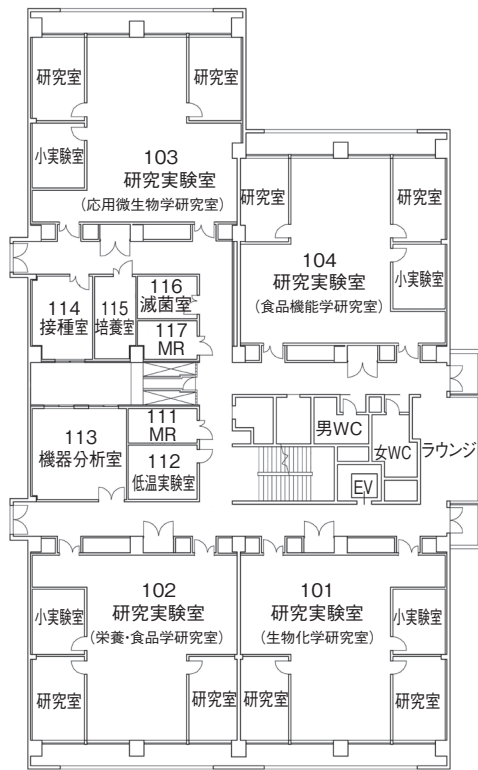 研究室
研究室
小実験室
103
研究実験室
(応用微生物学研究室)
研究室
研究室
104
研究実験室
(食品機能学研究室)
小実験室
114
接種室
115
培養室
116
滅菌室
117
MR
111
MR
113
機器分析室
112
低温実験室
男WC
女WC
ラウンジ
EV
102
研究実験室
(栄養・食品学研究室)
小実験室
研究室
研究室
101
研究実験室
(生物化学研究室)
小実験室
研究室
研究室